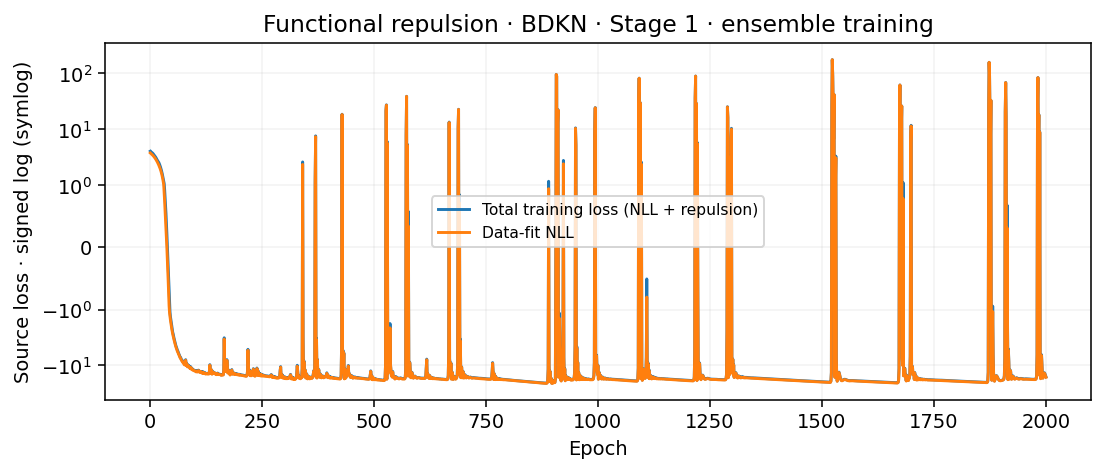 Functional repulsion · BDKN · Stage 1 · ensemble training
Source loss · signed log (symlog)
10²
10¹
10⁰
0
−10⁰
−10¹
Total training loss (NLL + repulsion)
Data-fit NLL
0 250 500 750 1000 1250 1500 1750 2000
Epoch